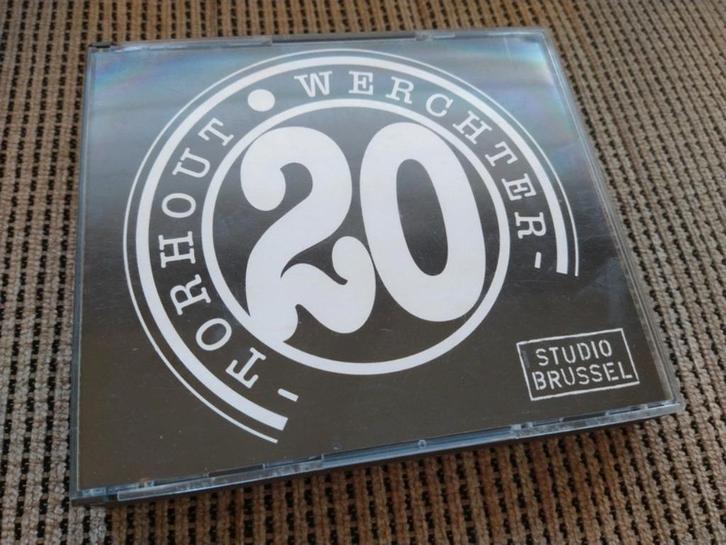 - TORHOUT • WERCHTER -
20
STUDIO
BRUSSEL